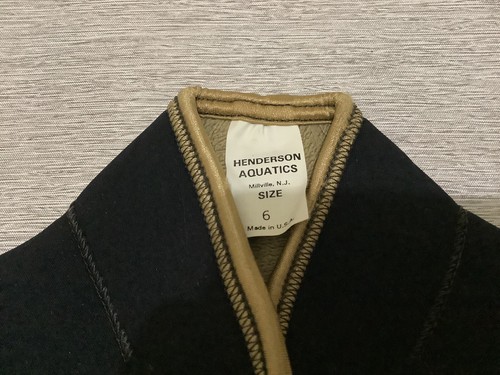 HENDERSON
AQUATICS
Millville, N.J.
SIZE
6
Made in U.S.A.